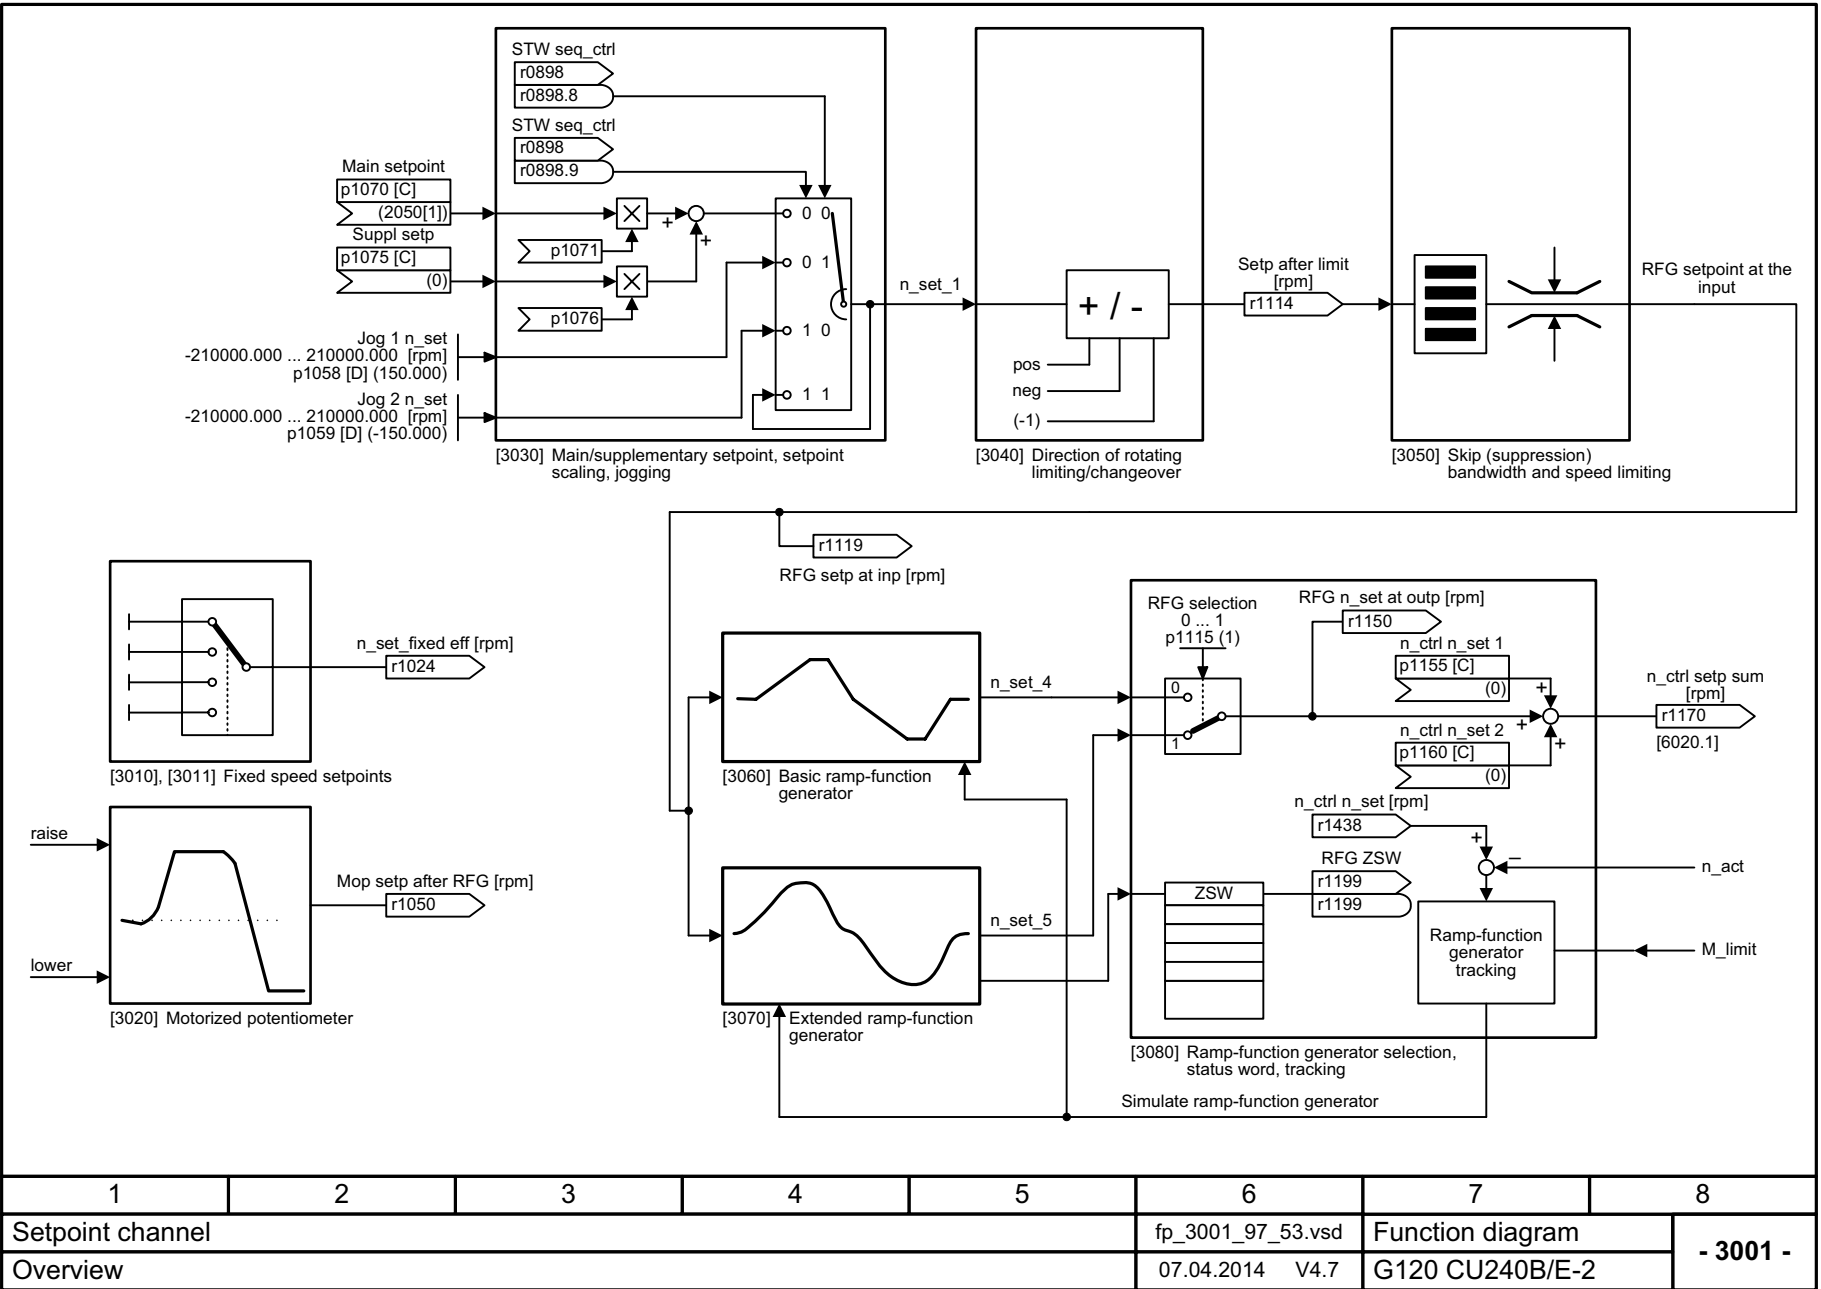 STW seq_ctrl
r0898
r0898.8
STW seq_ctrl
r0898
r0898.9
Main setpoint
p1070 [C]
(2050[1])
Suppl setp
p1075 [C]
(0)
p1071
p1076
+
+
0 0
0 1
1 0
1 1
Jog 1 n_set
-210000.000 ... 210000.000 [rpm]
p1058 [D] (150.000)
Jog 2 n_set
-210000.000 ... 210000.000 [rpm]
p1059 [D] (-150.000)
[3030] Main/supplementary setpoint, setpoint
scaling, jogging
n_set_1
+ / -
pos
neg
(-1)
[3040] Direction of rotating
limiting/changeover
Setp after limit
[rpm]
r1114
[3050] Skip (suppression)
bandwidth and speed limiting
RFG setpoint at the
input
r1119
RFG setp at inp [rpm]
n_set_fixed eff [rpm]
r1024
[3010], [3011] Fixed speed setpoints
raise
lower
Mop setp after RFG [rpm]
r1050
[3020] Motorized potentiometer
n_set_4
[3060] Basic ramp-function
generator
n_set_5
[3070] Extended ramp-function
generator
RFG selection
0 ... 1
p1115 (1)
0
1
RFG n_set at outp [rpm]
r1150
n_ctrl n_set 1
p1155 [C]
(0)
+
+
n_ctrl n_set 2
p1160 [C]
(0)
+
n_ctrl setp sum
[rpm]
r1170
[6020.1]
n_ctrl n_set [rpm]
r1438
+
–
n_act
RFG ZSW
r1199
r1199
ZSW
Ramp-function
generator
tracking
M_limit
[3080] Ramp-function generator selection,
status word, tracking
Simulate ramp-function generator
1 2 3 4 5 6 7 8
Setpoint channel
fp_3001_97_53.vsd
Function diagram
- 3001 -
Overview
07.04.2014 V4.7
G120 CU240B/E-2